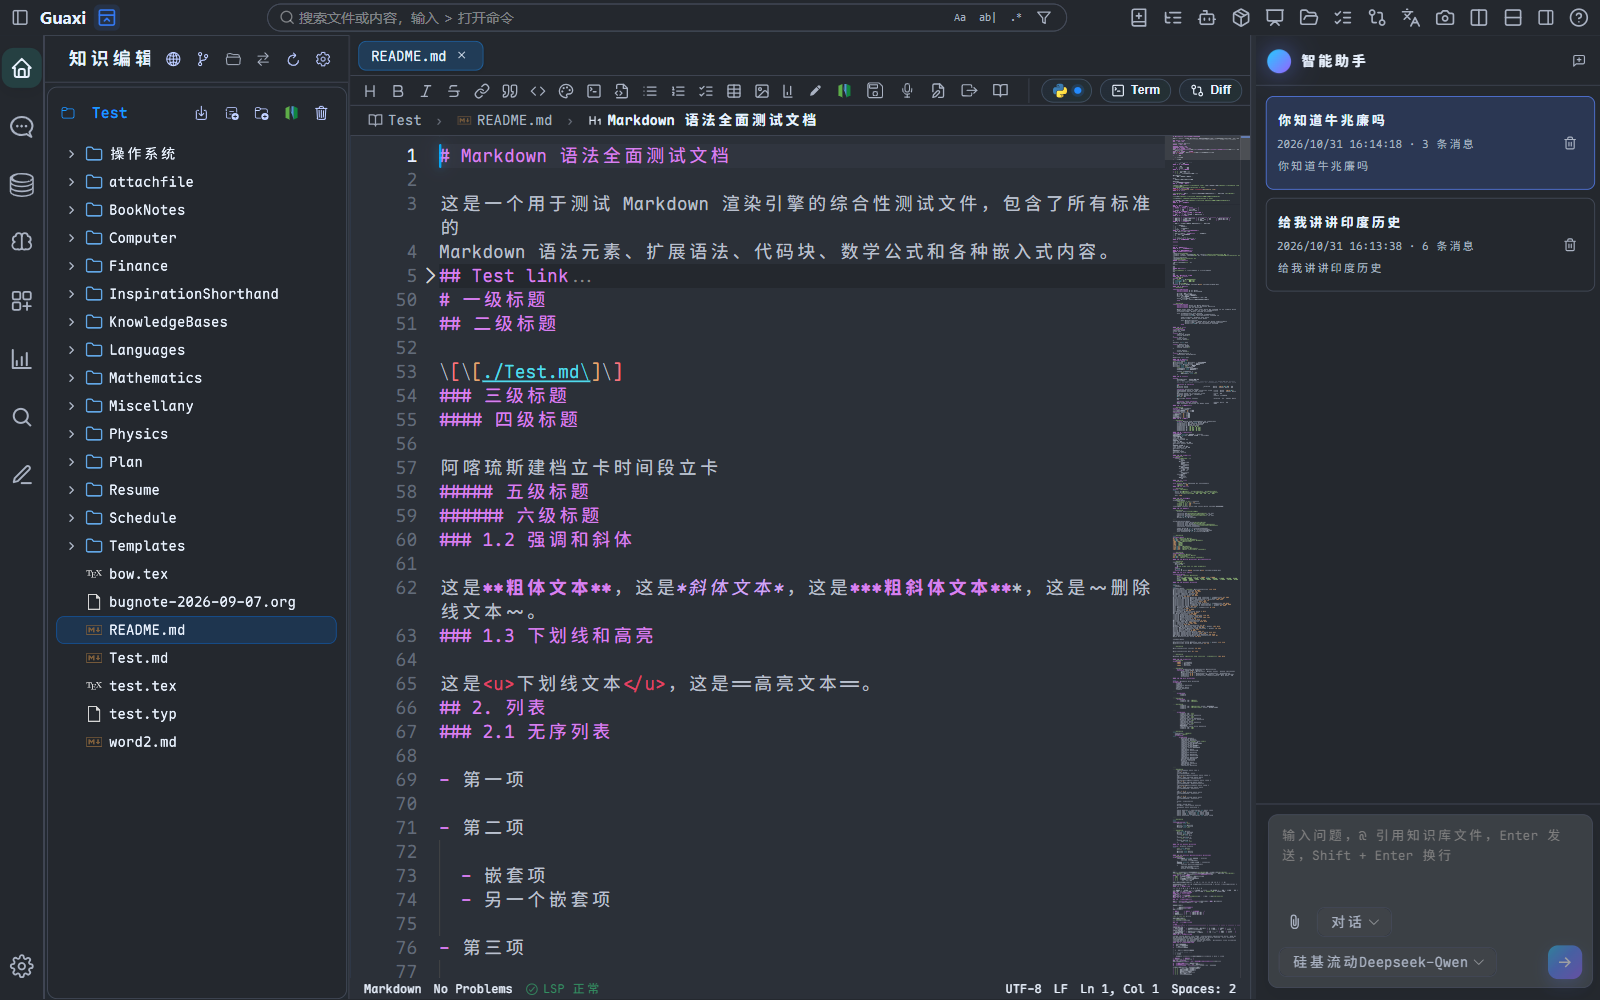 Guaxi
搜索文件或内容，输入 > 打开命令
Aa ab| .*
知识编辑
Test
操作系统
attachfile
BookNotes
Computer
Finance
InspirationShorthand
KnowledgeBases
Languages
Mathematics
Miscellany
Physics
Plan
Resume
Schedule
Templates
bow.tex
bugnote-2026-09-07.org
README.md
Test.md
test.tex
test.typ
word2.md
README.md ×
Term
Diff
Test › README.md › H1 Markdown 语法全面测试文档
1 # Markdown 语法全面测试文档
2
3 这是一个用于测试 Markdown 渲染引擎的综合性测试文件，包含了所有标准
的
4 Markdown 语法元素、扩展语法、代码块、数学公式和各种嵌入式内容。
5 ## Test link...
50 # 一级标题
51 ## 二级标题
52
53 \[\[./Test.md\]\]
54 ### 三级标题
55 #### 四级标题
56
57 阿喀琉斯建档立卡时间段立卡
58 ##### 五级标题
59 ###### 六级标题
60 ### 1.2 强调和斜体
61
62 这是**粗体文本**，这是*斜体文本*，这是***粗斜体文本***，这是~~删除
线文本~~。
63 ### 1.3 下划线和高亮
64
65 这是<u>下划线文本</u>，这是==高亮文本==。
66 ## 2. 列表
67 ### 2.1 无序列表
68
69 - 第一项
70
71 - 第二项
72
73 - 嵌套项
74 - 另一个嵌套项
75
76 - 第三项
77
Markdown No Problems LSP 正常
UTF-8 LF Ln 1, Col 1 Spaces: 2
智能助手
你知道牛兆廉吗
2026/10/31 16:14:18 · 3 条消息
你知道牛兆廉吗
给我讲讲印度历史
2026/10/31 16:13:38 · 6 条消息
给我讲讲印度历史
输入问题，@ 引用知识库文件，Enter 发
送，Shift + Enter 换行
对话
硅基流动Deepseek-Qwen